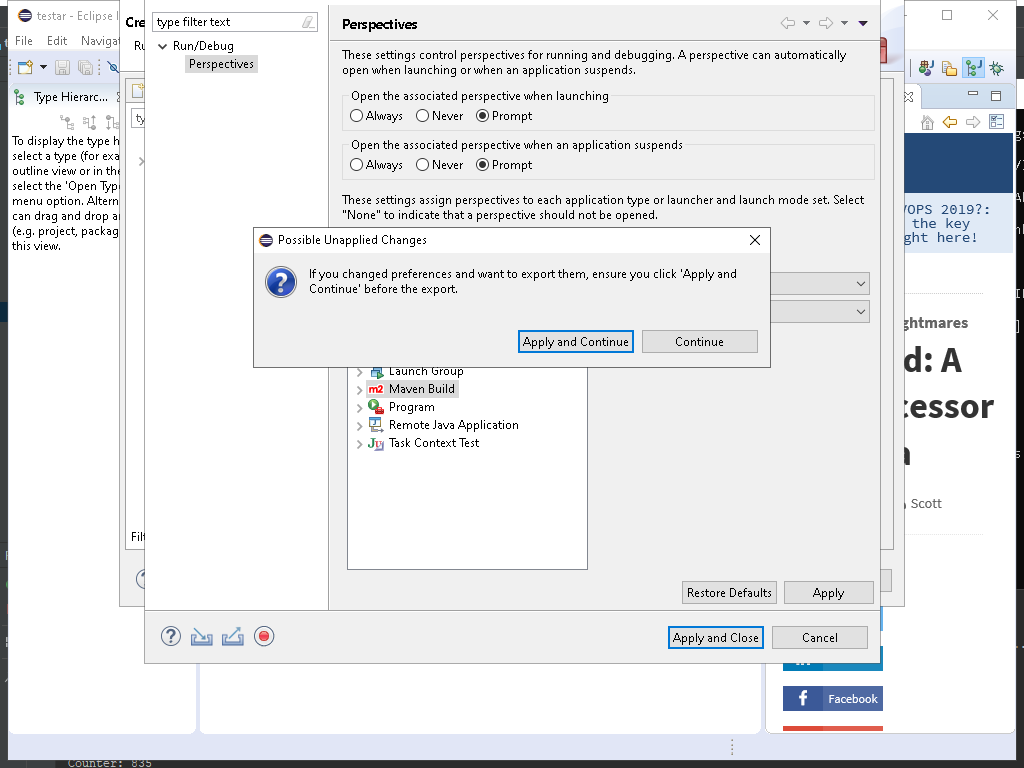 testar - Eclipse I
File Edit Navigat
Type Hierarc...
To display the type h
select a type (for exa
outline view or in the
select the 'Open Type
menu option. Altern
can drag and drop a
(e.g. project, packag
this view.
Cre
Ru
ty
Filt
type filter text
Run/Debug
Perspectives
Perspectives
These settings control perspectives for running and debugging. A perspective can automatically
open when launching or when an application suspends.
Open the associated perspective when launching
Always Never Prompt
Open the associated perspective when an application suspends
Always Never Prompt
These settings assign perspectives to each application type or launcher and launch mode set. Select
"None" to indicate that a perspective should not be opened.
Possible Unapplied Changes
If you changed preferences and want to export them, ensure you click 'Apply and
Continue' before the export.
Apply and Continue Continue
Launch Group
m2 Maven Build
Program
Remote Java Application
Ju Task Context Test
Restore Defaults Apply
Apply and Close Cancel
VOPS 2019?:
the key
ght here!
ghtmares
d: A
cessor
a
Scott
Facebook
Counter: 835